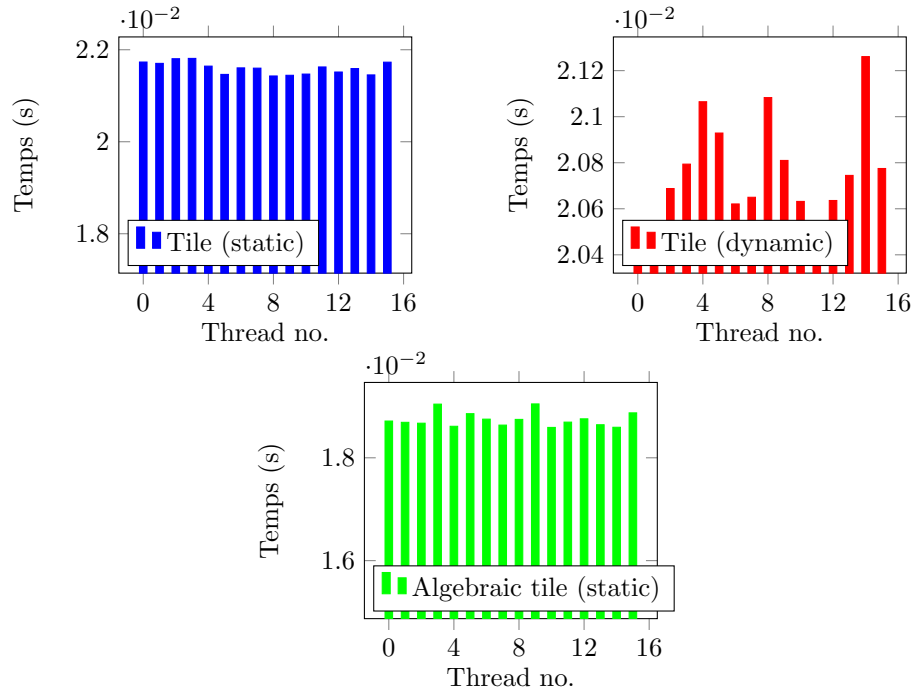 ·10⁻²
2.2
2
1.8
Temps (s)
Tile (static)
0 4 8 12 16
Thread no.
·10⁻²
2.12
2.1
2.08
2.06
2.04
Temps (s)
Tile (dynamic)
0 4 8 12 16
Thread no.
·10⁻²
1.8
1.6
Temps (s)
Algebraic tile (static)
0 4 8 12 16
Thread no.